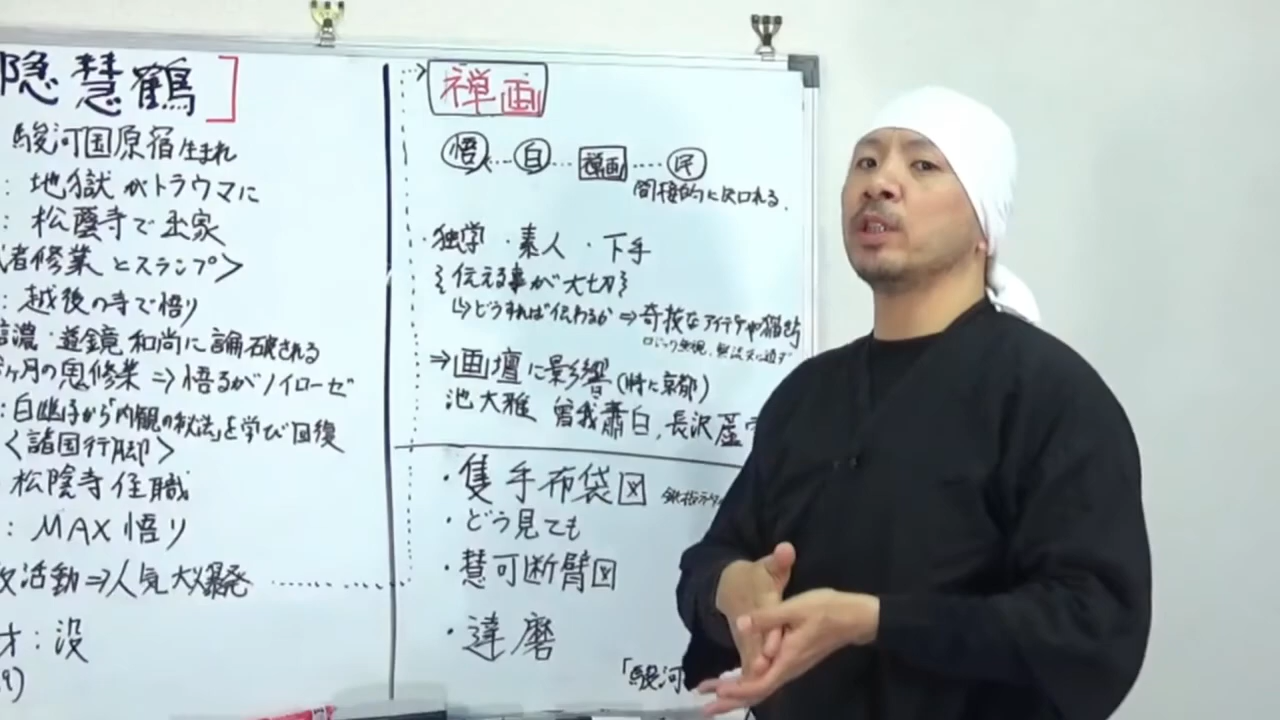 隠慧鶴]
駿河国原宿生まれ
: 地獄がトラウマに
: 松蔭寺で出家
者修業とスランプ>
: 越後の寺で悟り
信濃・道鏡和尚に論破される
ヶ月の鬼修業 ⇒ 悟るがノイローゼ
: 白幽子から「内観の秘法」を学び回復
<諸国行脚>
松陰寺住職
: MAX悟り
活動⇒人気大爆発
才: 没
9)
禅画
悟 自 禅画 民
間接的に
独学 ・素人 ・下手
{伝える事が大切}
↳どうすれば伝わるか ⇒ 奇抜なアイデアや
ロジック無視、
⇒画壇に影響(特に京都)
池大雅 曽我蕭白, 長沢蘆
・隻手布袋図
・どう見ても
・慧可断臂図
・達磨
「駿河